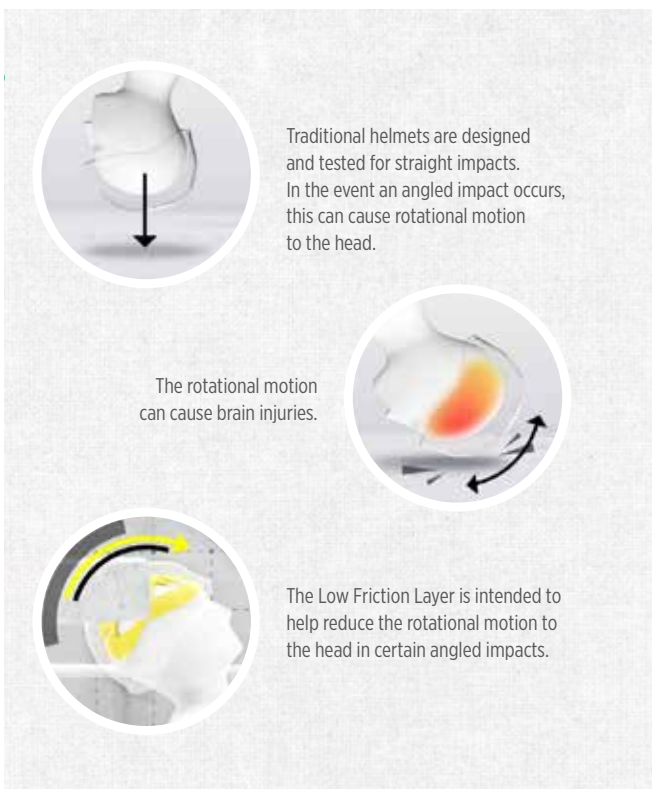 Traditional helmets are designed
and tested for straight impacts.
In the event an angled impact occurs,
this can cause rotational motion
to the head.
The rotational motion
can cause brain injuries.
The Low Friction Layer is intended to
help reduce the rotational motion to
the head in certain angled impacts.